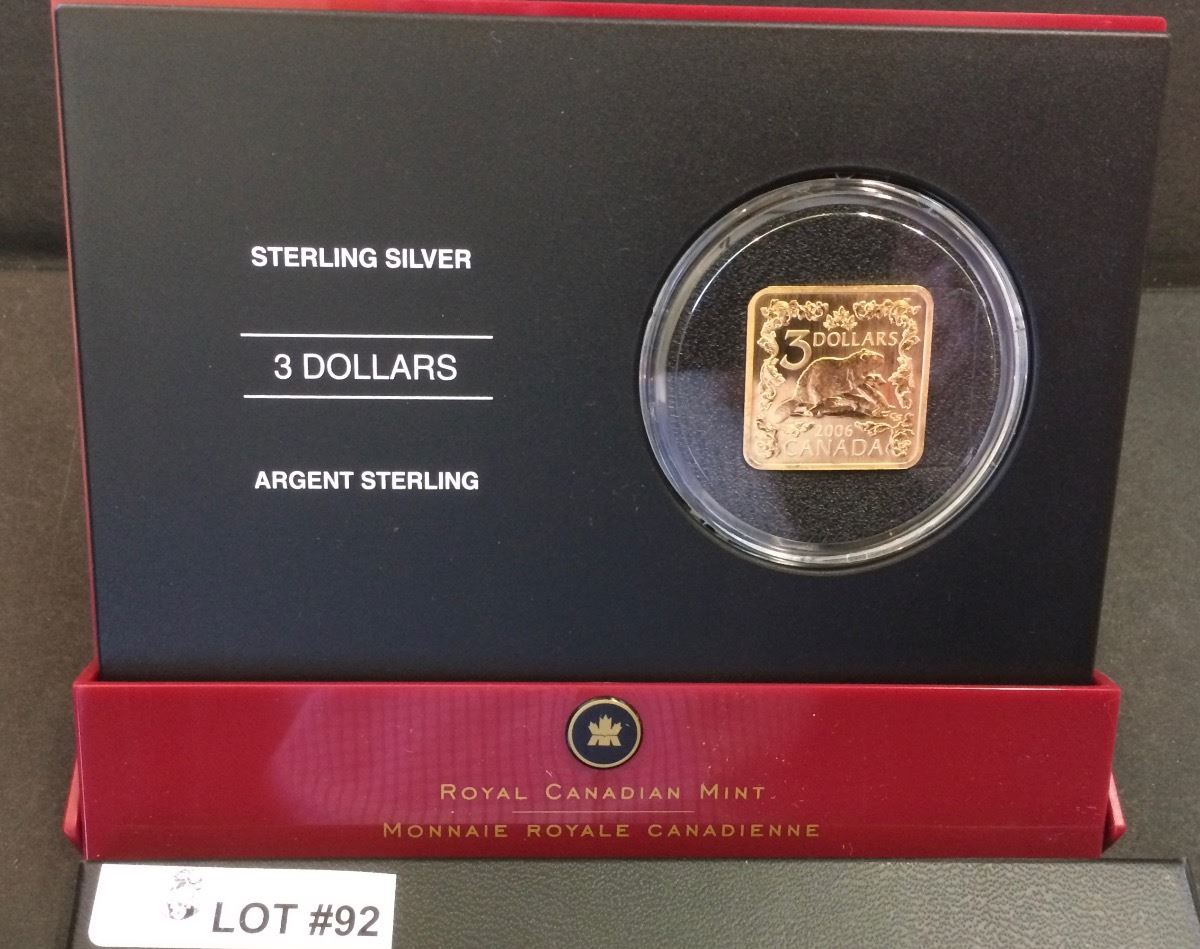 STERLING SILVER
3 DOLLARS
ARGENT STERLING
3 DOLLARS
2006
CANADA
ROYAL CANADIAN MINT
MONNAIE ROYALE CANADIENNE
LOT #92